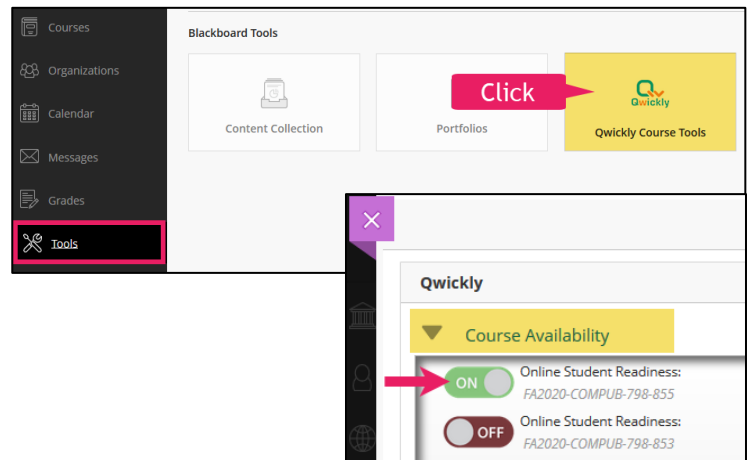 Courses
Organizations
Calendar
Messages
Grades
Tools
Blackboard Tools
Content Collection
Portfolios
Click
Qwickly
Qwickly Course Tools
Qwickly
Course Availability
ON
Online Student Readiness:
FA2020-COMPUB-798-855
OFF
Online Student Readiness:
FA2020-COMPUB-798-853